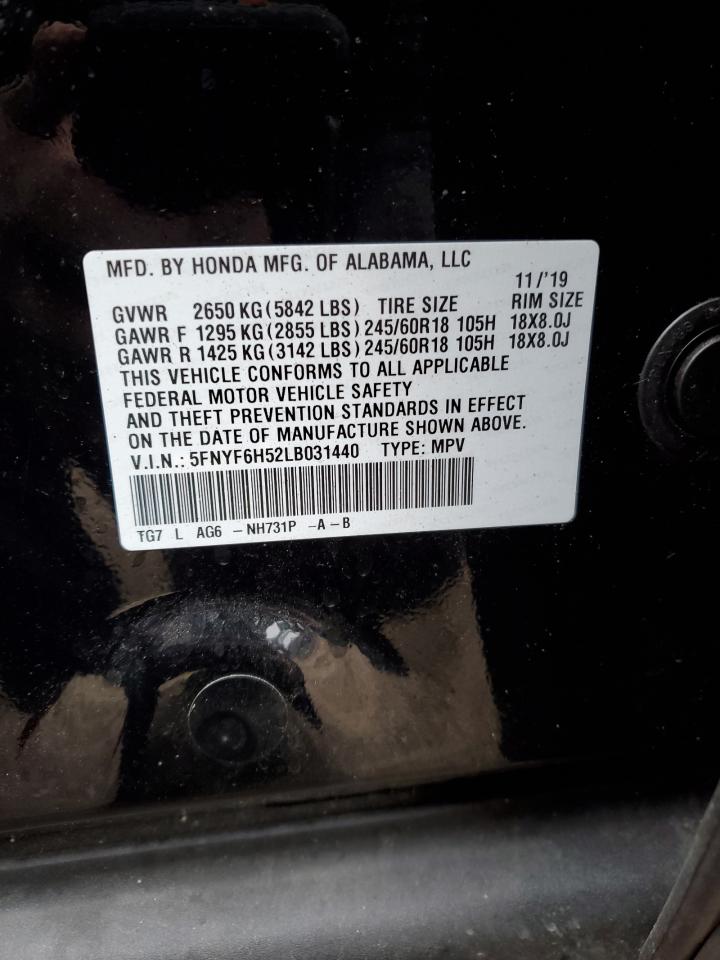 MFD. BY HONDA MFG. OF ALABAMA, LLC
11/'19
GVWR 2650 KG (5842 LBS) TIRE SIZE RIM SIZE
GAWR F 1295 KG (2855 LBS) 245/60R18 105H 18X8.0J
GAWR R 1425 KG (3142 LBS) 245/60R18 105H 18X8.0J
THIS VEHICLE CONFORMS TO ALL APPLICABLE
FEDERAL MOTOR VEHICLE SAFETY
AND THEFT PREVENTION STANDARDS IN EFFECT
ON THE DATE OF MANUFACTURE SHOWN ABOVE.
V.I.N.: 5FNYF6H52LB031440 TYPE: MPV
TG7 L AG6 - NH731P -A - B